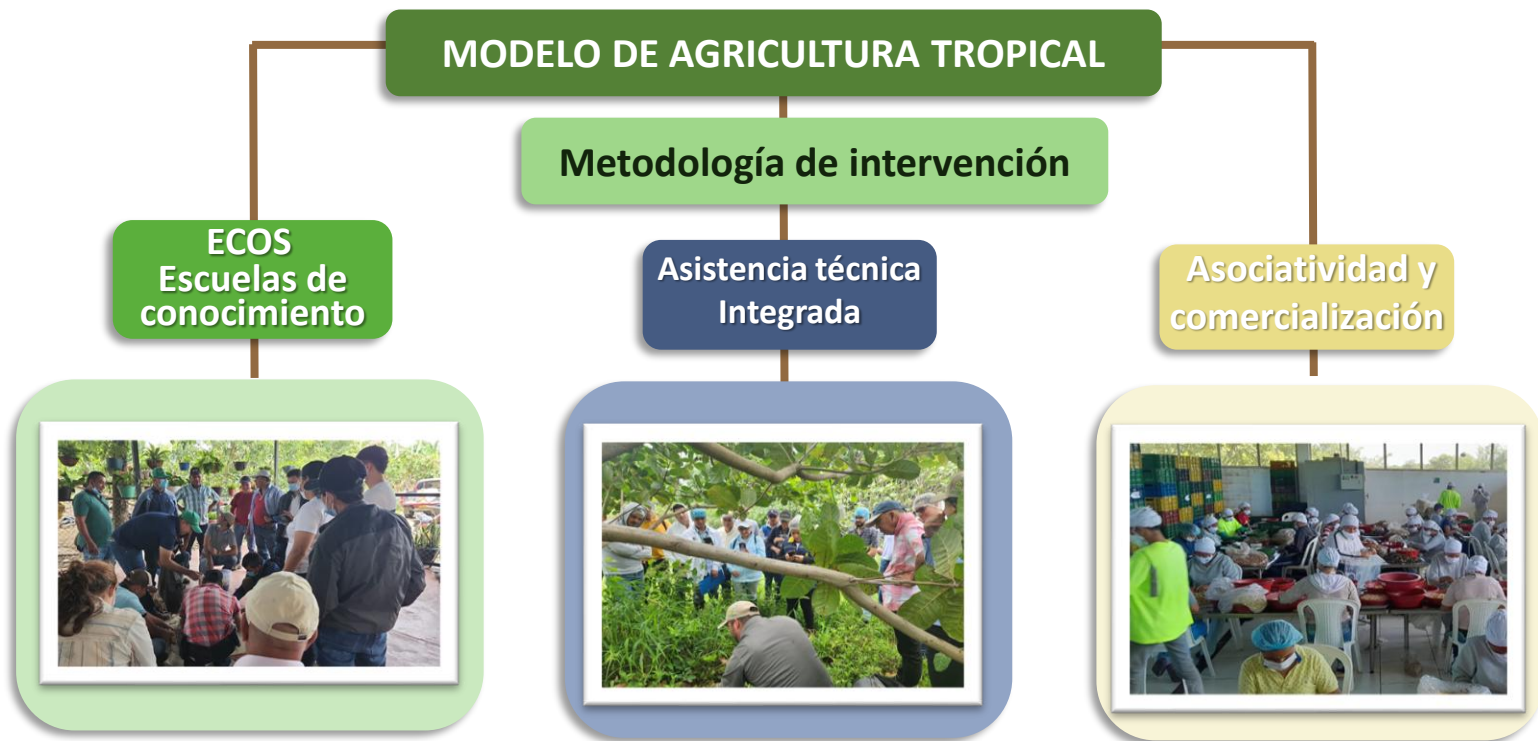 MODELO DE AGRICULTURA TROPICAL
Metodología de intervención
ECOS
Escuelas de
conocimiento
Asistencia técnica
Integrada
Asociatividad y
comercialización